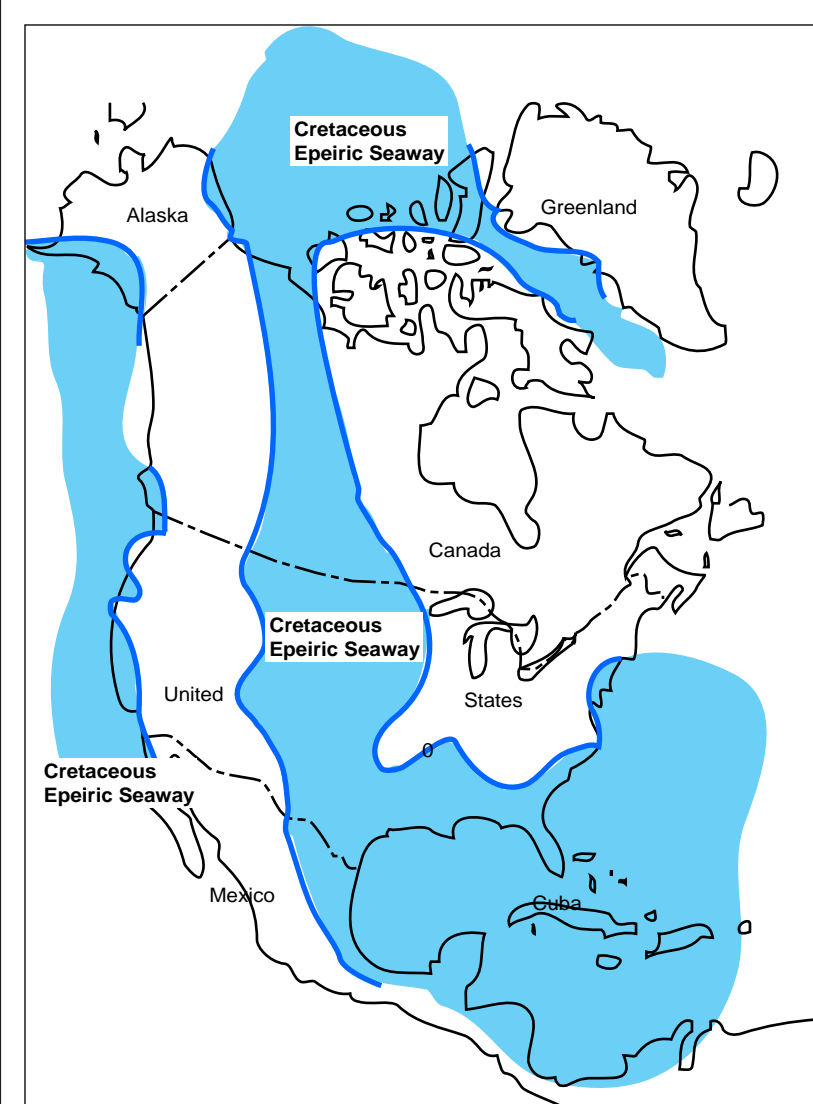 Cretaceous
Epeiric Seaway
Alaska
Greenland
Canada
Cretaceous
Epeiric Seaway
United
States
0
Cretaceous
Epeiric Seaway
Mexico
Cuba